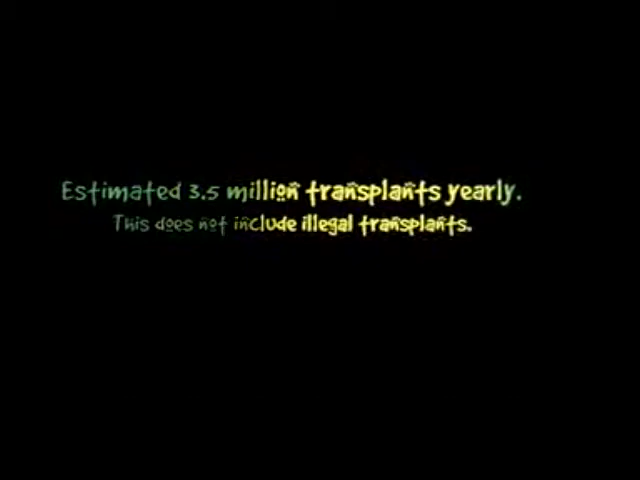 Estimated 3.5 million transplants yearly.
This does not include illegal transplants.